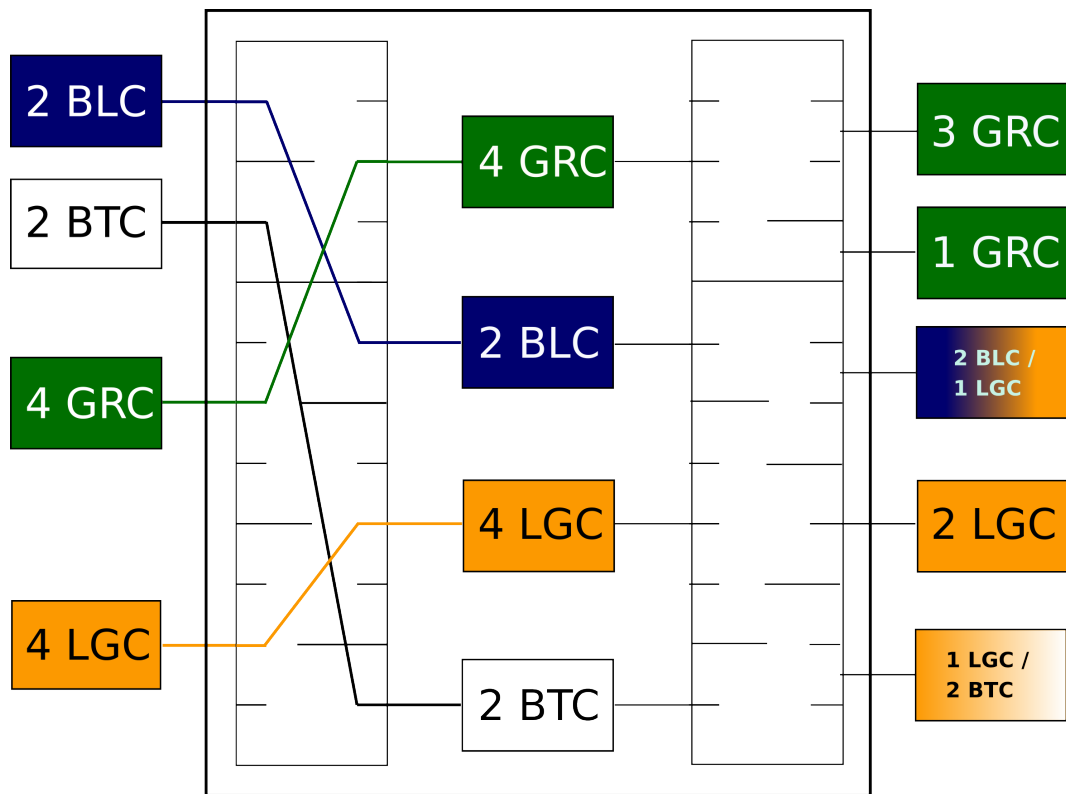 2 BLC
2 BTC
4 GRC
4 LGC
4 GRC
2 BLC
4 LGC
2 BTC
3 GRC
1 GRC
2 BLC /
1 LGC
2 LGC
1 LGC /
2 BTC